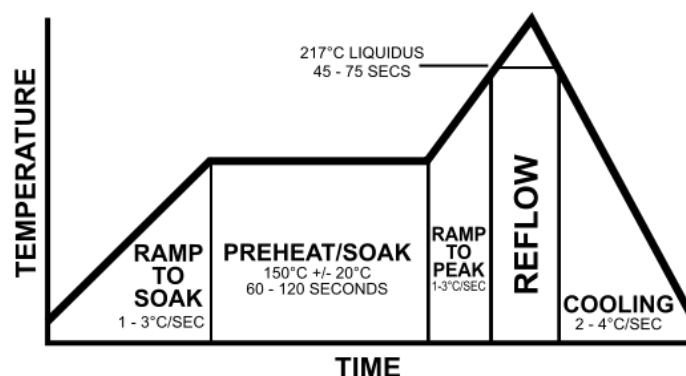 217°C LIQUIDUS
45 - 75 SECS
TEMPERATURE
RAMP
TO
SOAK
1 - 3°C/SEC
PREHEAT/SOAK
150°C +/- 20°C
60 - 120 SECONDS
RAMP
TO
PEAK
1-3°C/SEC
REFLOW
COOLING
2 - 4°C/SEC
TIME